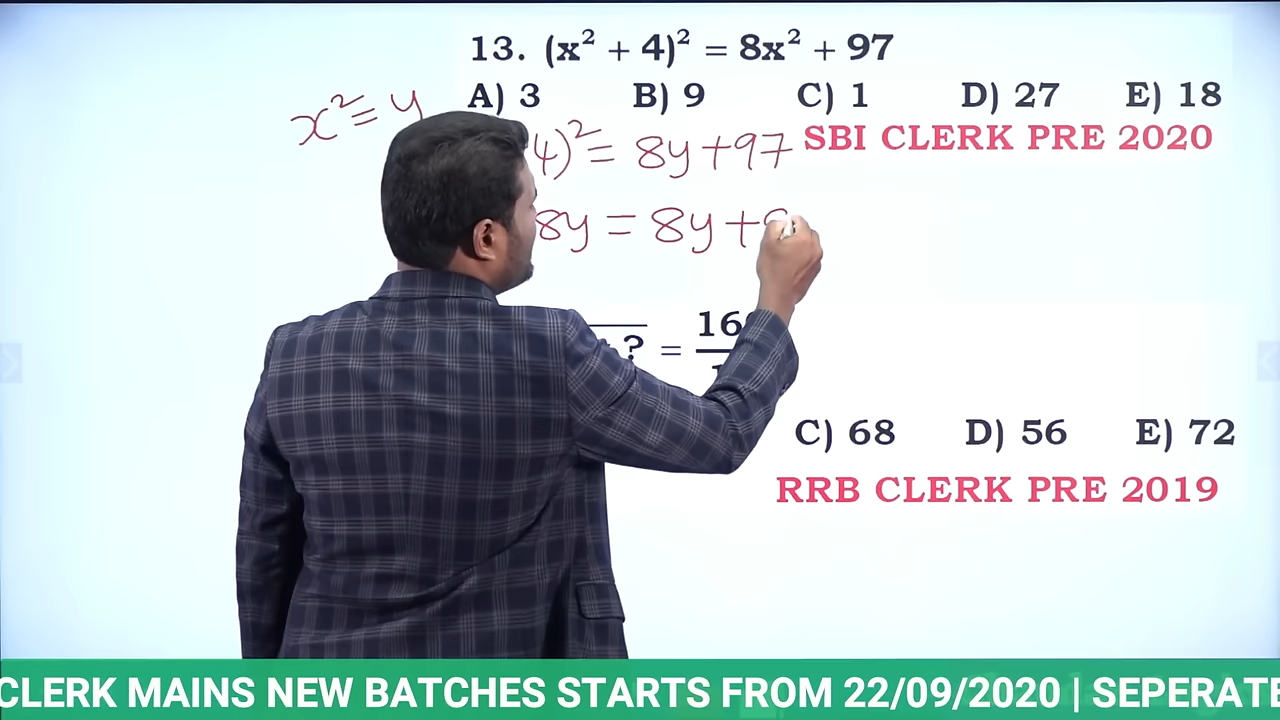 13. (x² + 4)² = 8x² + 97
A) 3 B) 9 C) 1 D) 27 E) 18
x² = y
4)² = 8y + 97
SBI CLERK PRE 2020
8y = 8y +
? = 16
C) 68 D) 56 E) 72
RRB CLERK PRE 2019
CLERK MAINS NEW BATCHES STARTS FROM 22/09/2020 | SEPERATE